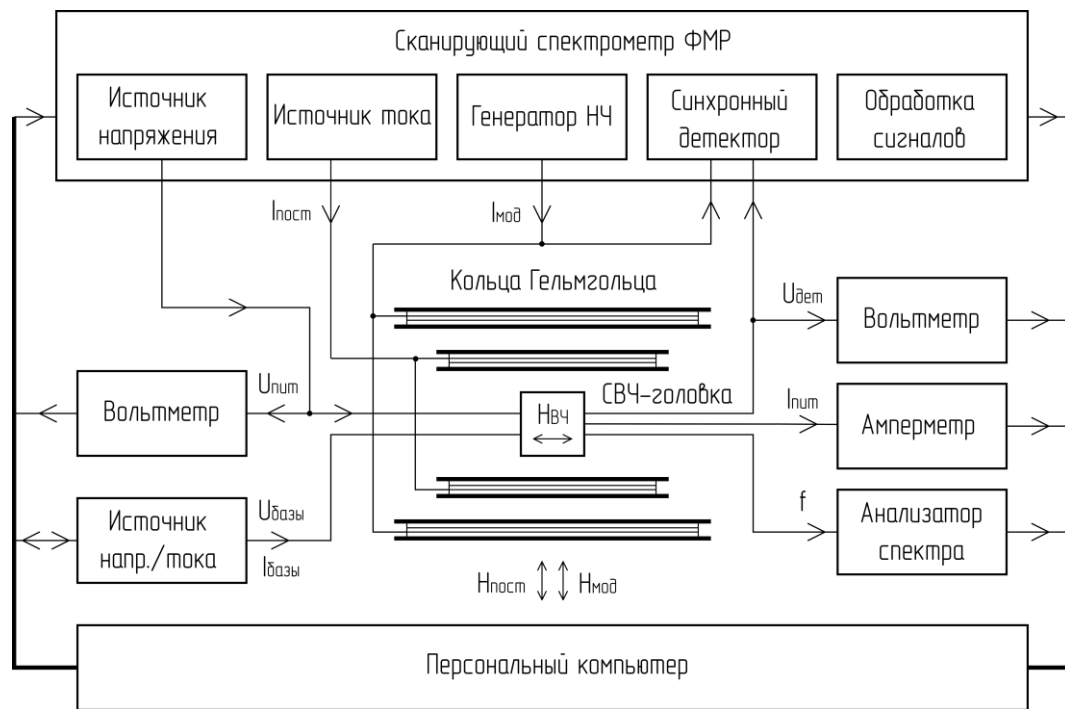 Сканирующий спектрометр ФМР
Источник
напряжения
Источник тока
Генератор НЧ
Синхронный
детектор
Обработка
сигналов
Iпост
Iмод
Кольца Гельмгольца
Uдет
Вольтметр
Вольтметр
Uпит
СВЧ-головка
HВЧ
Iпит
Амперметр
Источник
напр./тока
Uбазы
Iбазы
f
Анализатор
спектра
Hпост
Hмод
Персональный компьютер